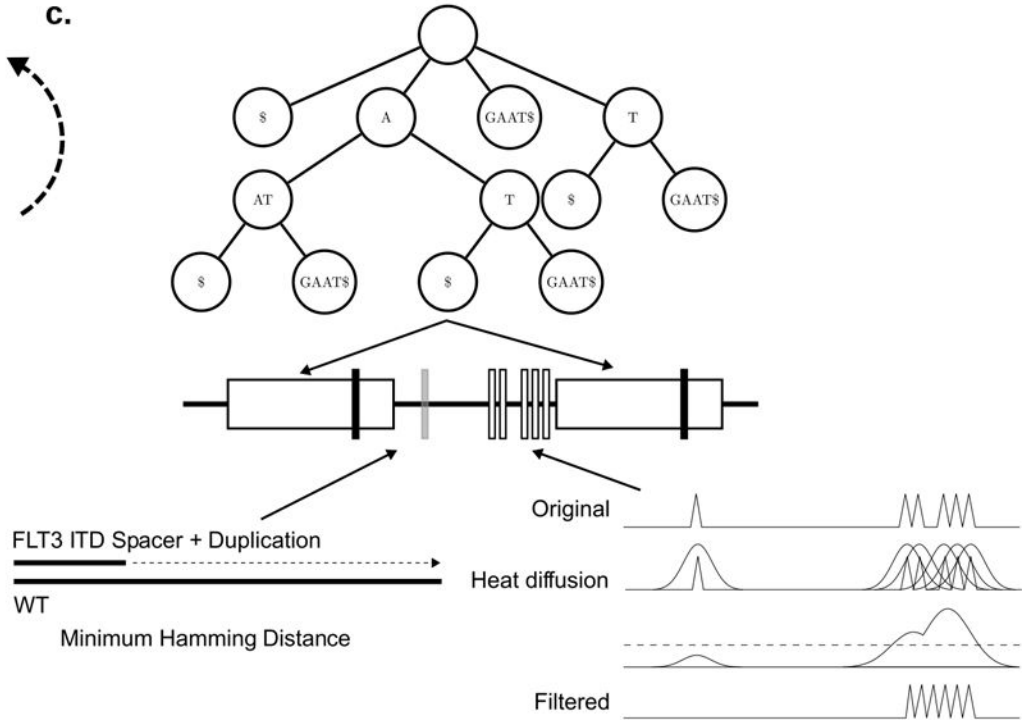 c.
$
A
GAAT$
T
AT
T
$
GAAT$
$
GAAT$
$
GAAT$
Original
FLT3 ITD Spacer + Duplication
Heat diffusion
WT
Minimum Hamming Distance
Filtered